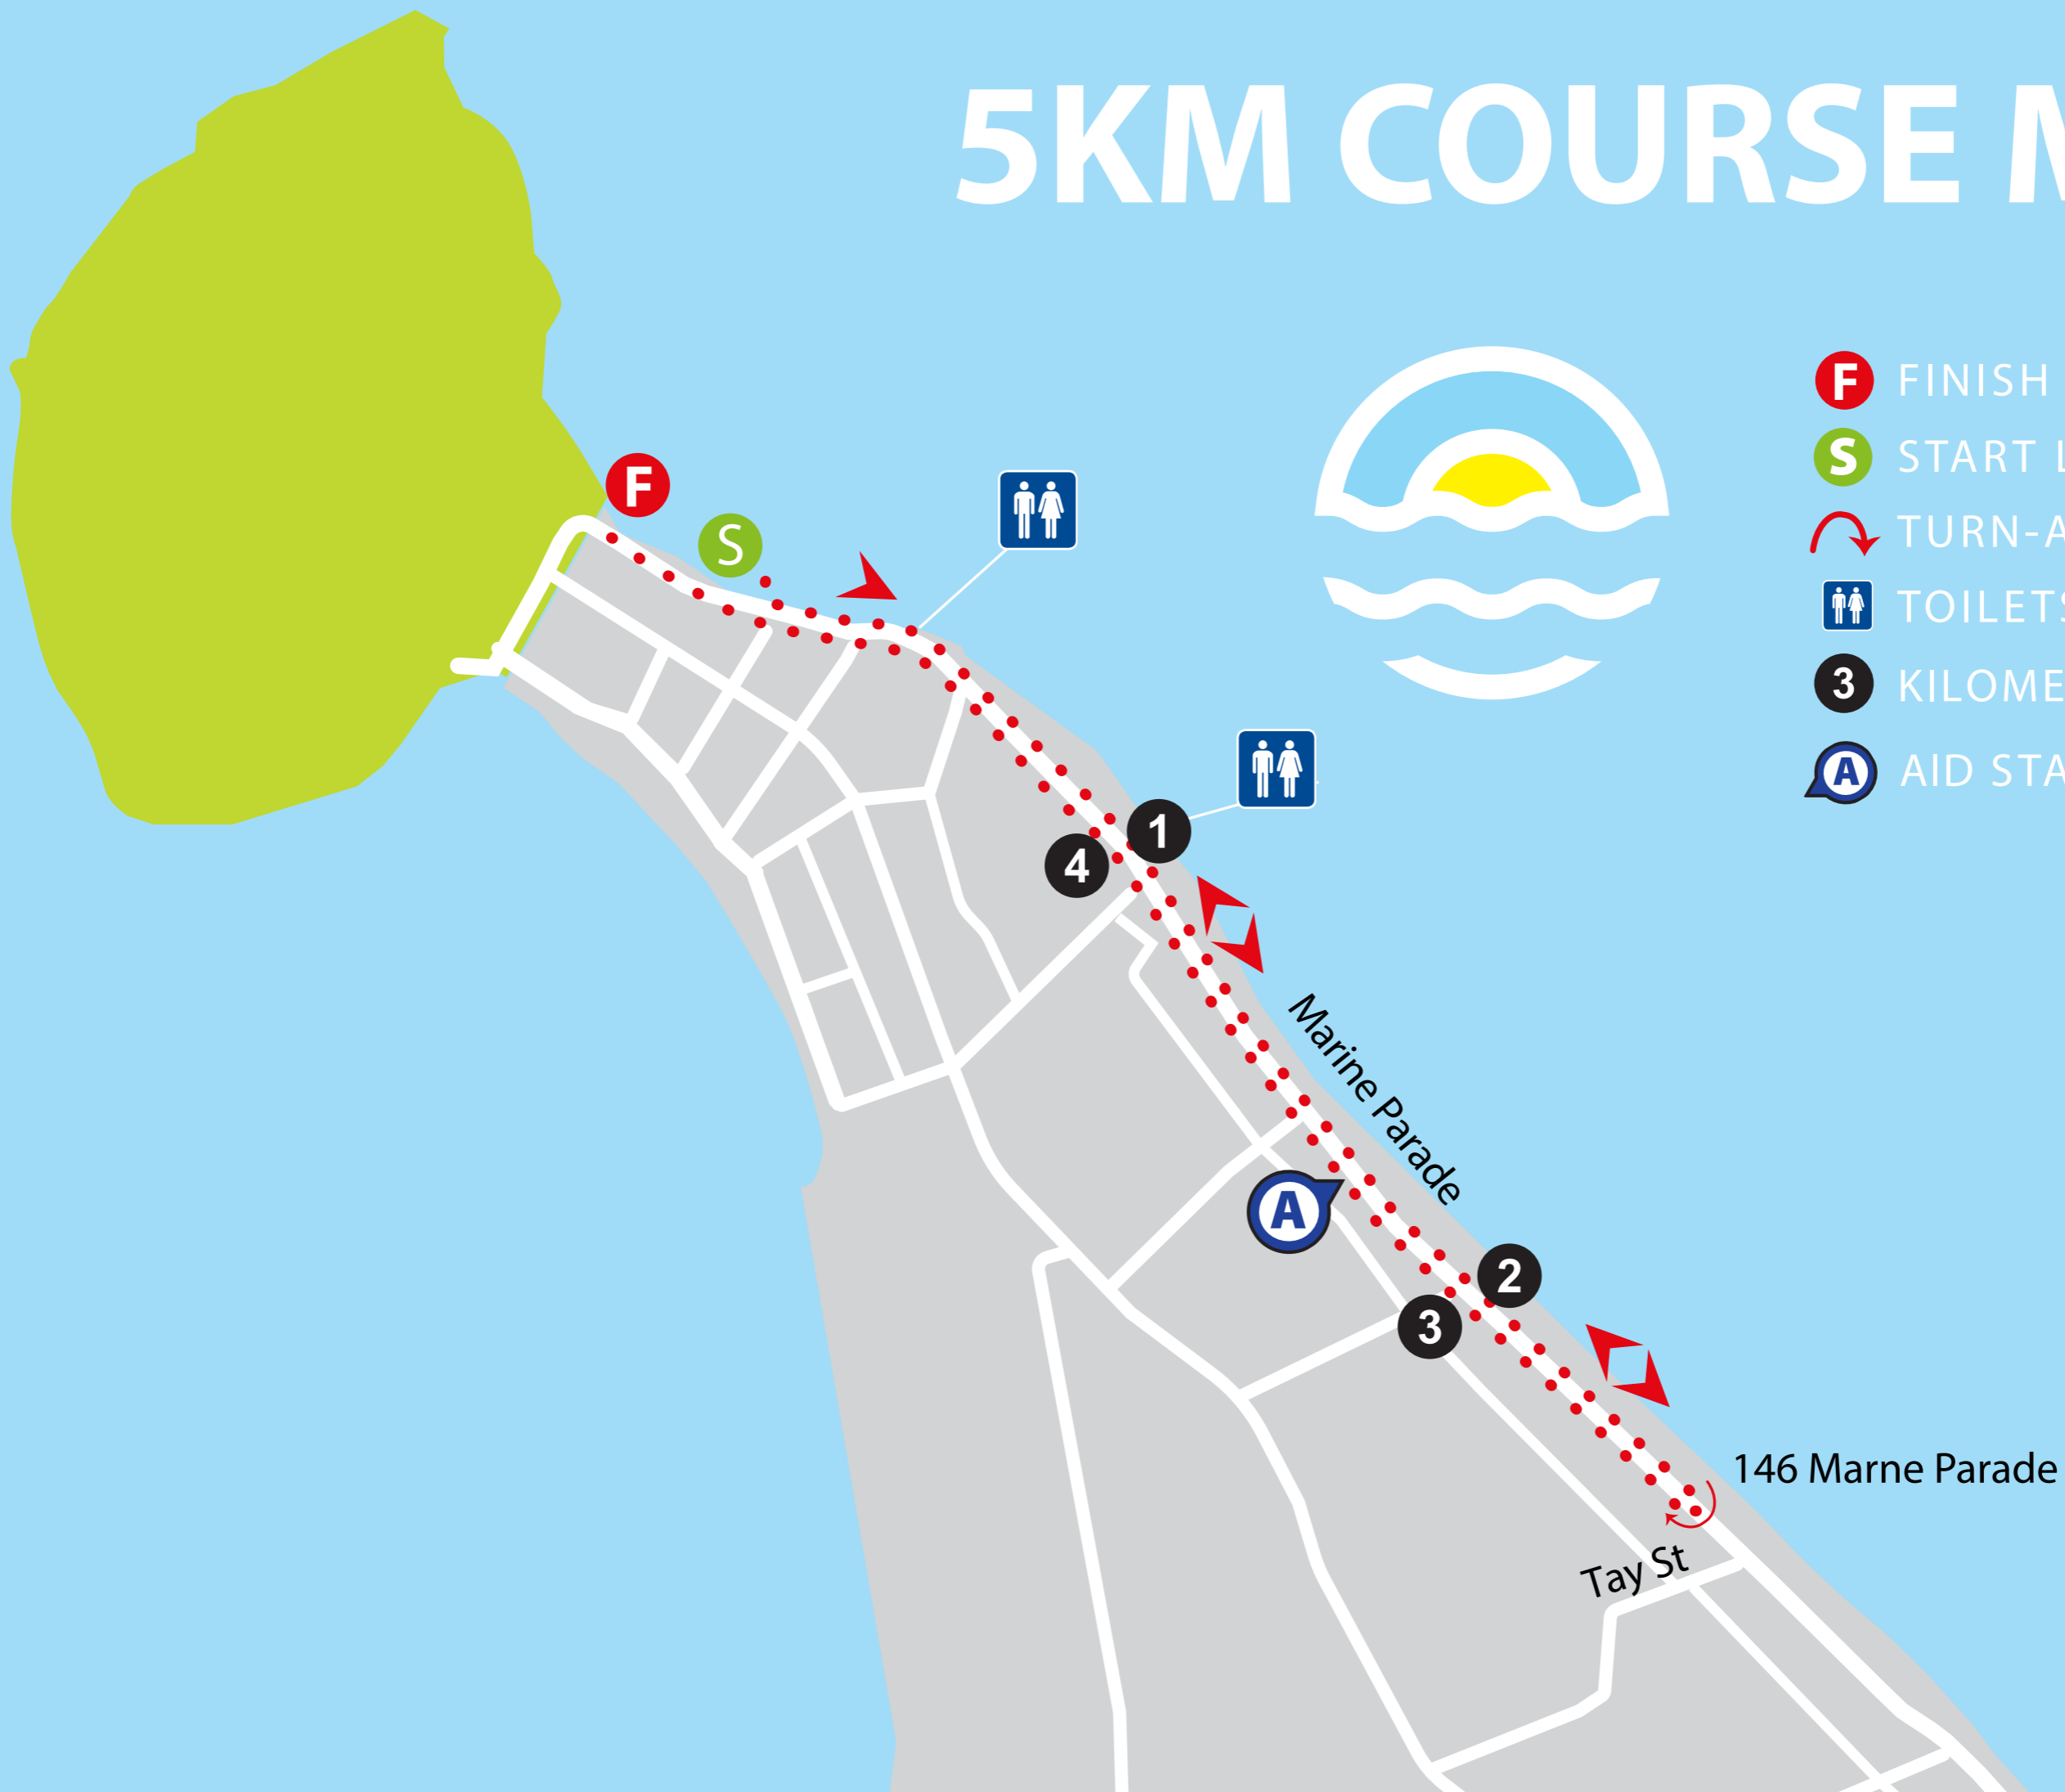 5KM COURSE M
F FINISH
S START L
TURN-A
TOILETS
3 KILOME
A AID STA
F
S
1
4
Marine Parade
A
2
3
146 Marne Parade
Tay St